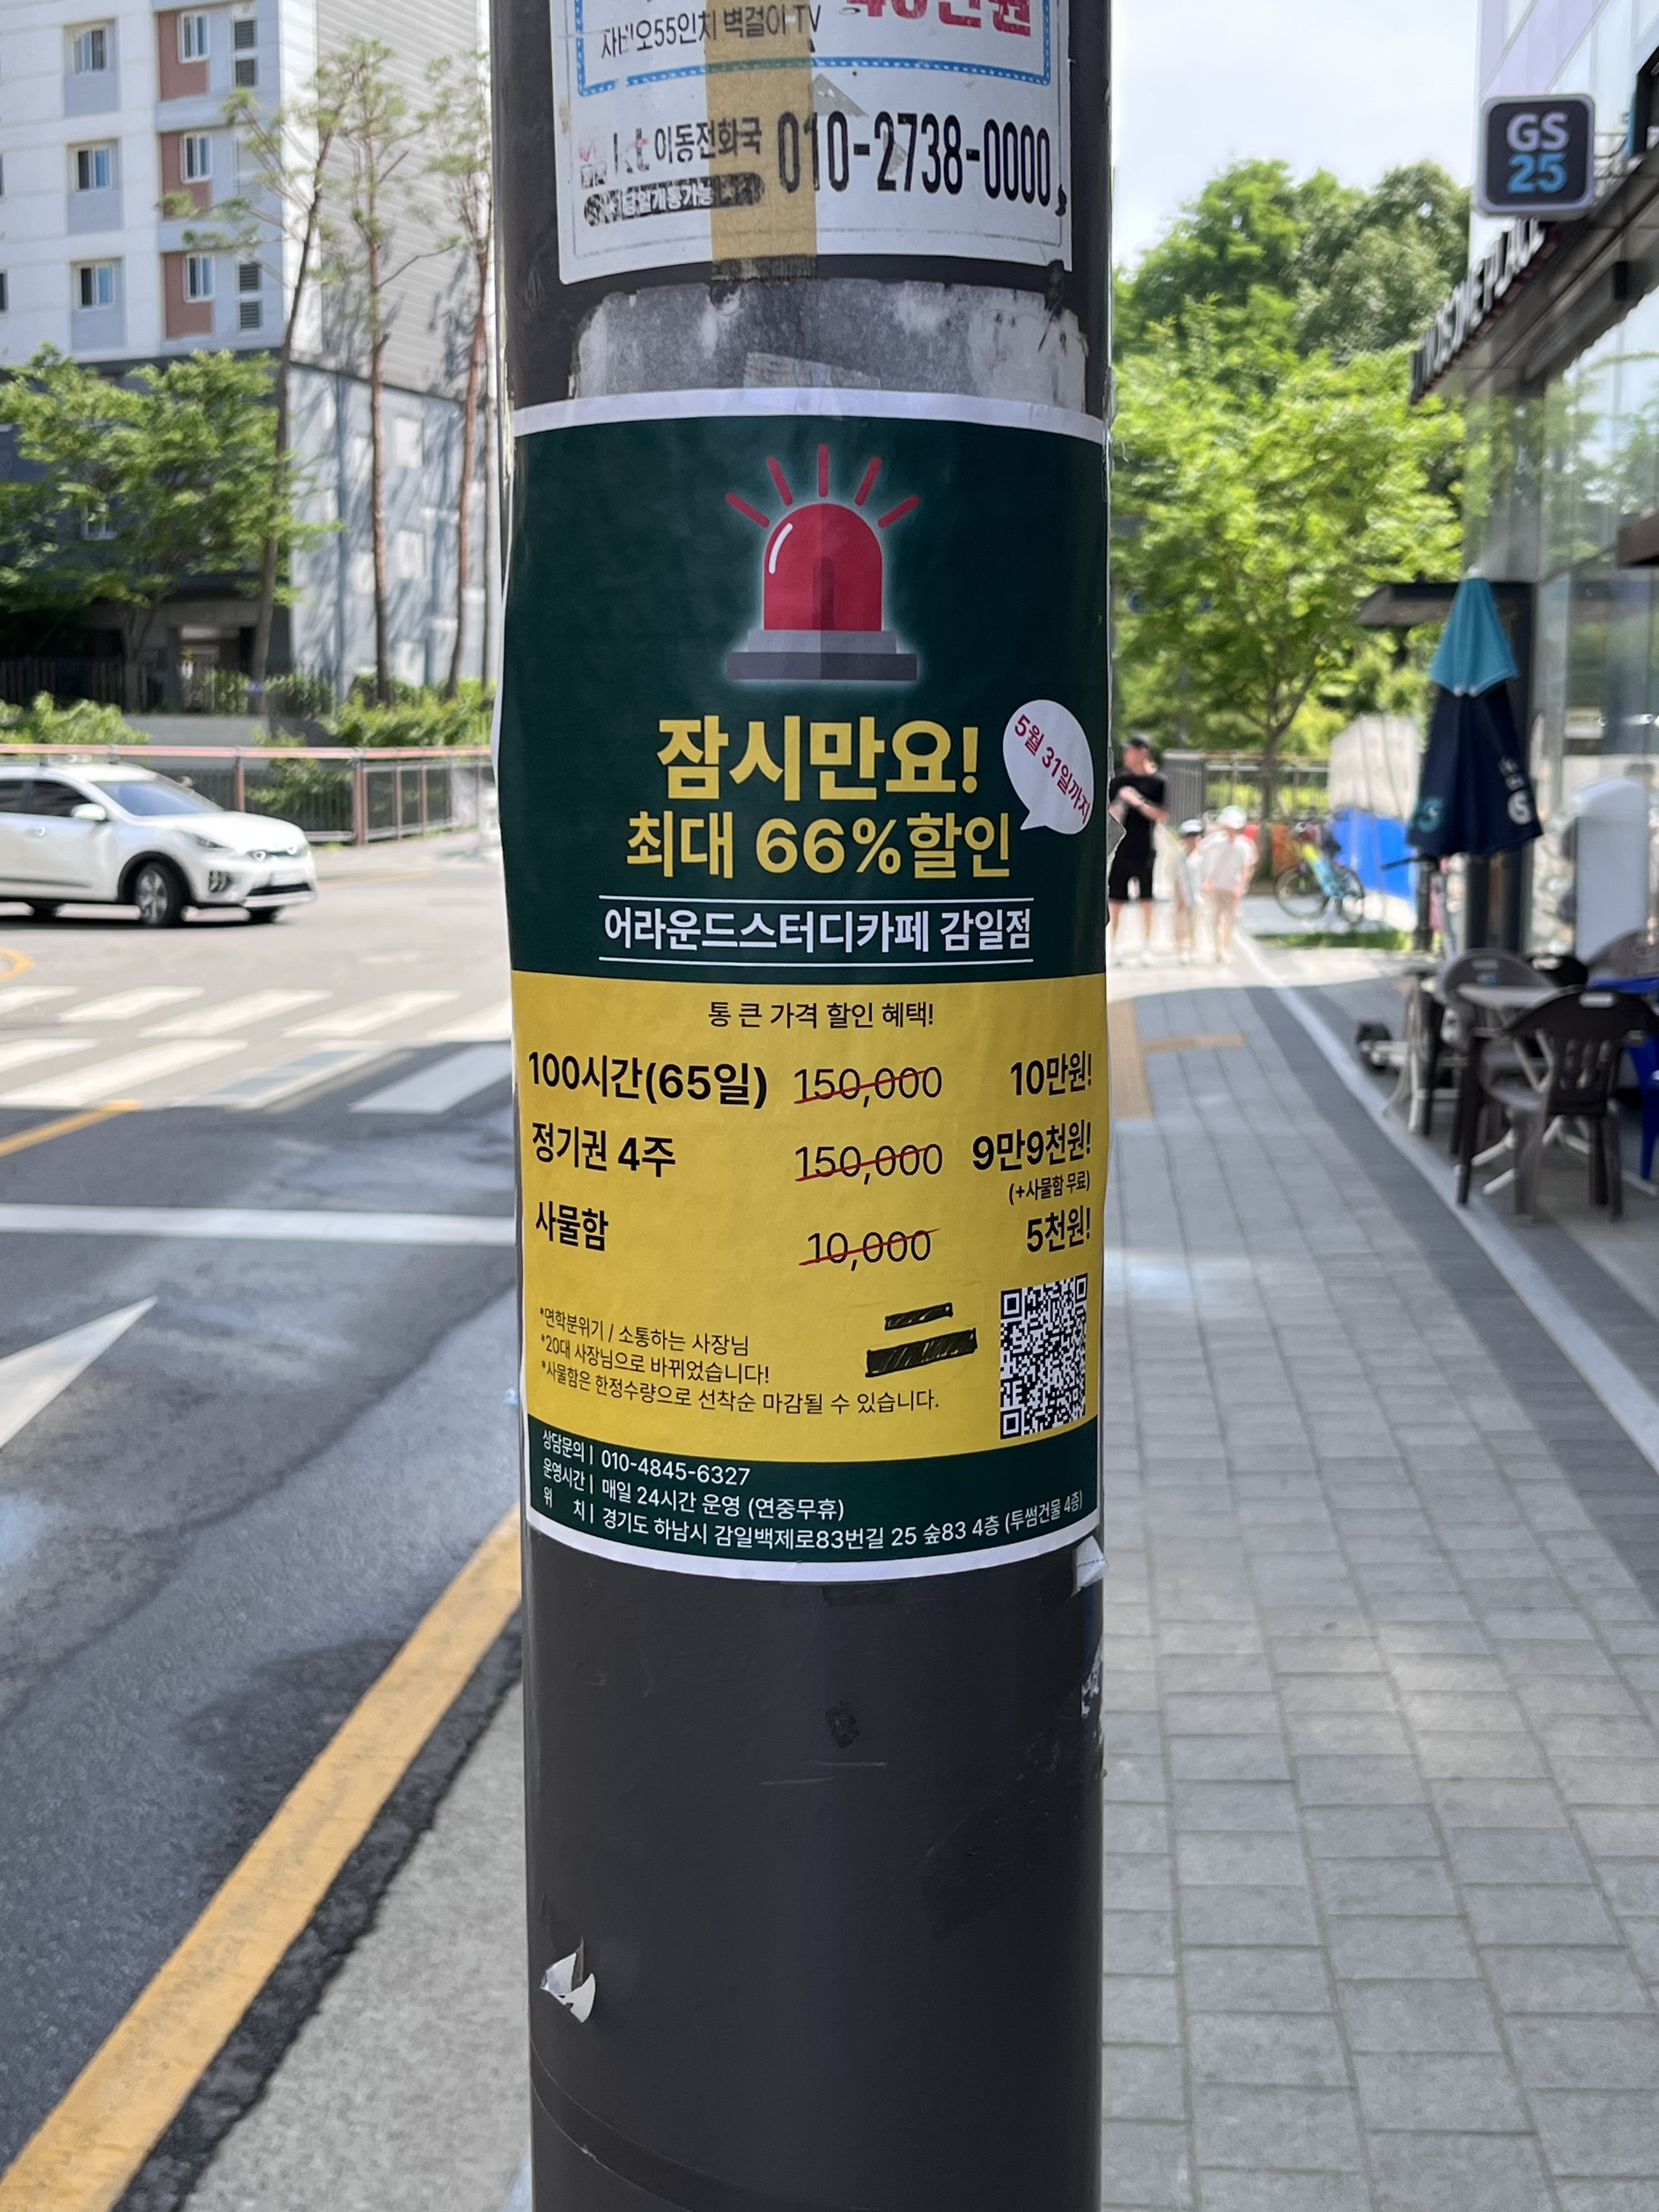 55인치 벽걸이 TV
kt 이동전화국 010-2738-0000
당일개통가능
GS
25
잠시만요!
5월 31일까지
최대 66%할인
어라운드스터디카페 감일점
통 큰 가격 할인 혜택!
100시간(65일) 150,000 10만원!
정기권 4주 150,000 9만9천원!
(+사물함 무료)
사물함 10,000 5천원!
*면학분위기 / 소통하는 사장님
*20대 사장님으로 바뀌었습니다!
*사물함은 한정수량으로 선착순 마감될 수 있습니다.
상담문의 | 010-4845-6327
운영시간 | 매일 24시간 운영 (연중무휴)
위 치 | 경기도 하남시 감일백제로83번길 25 숲83 4층 (투썸건물 4층)